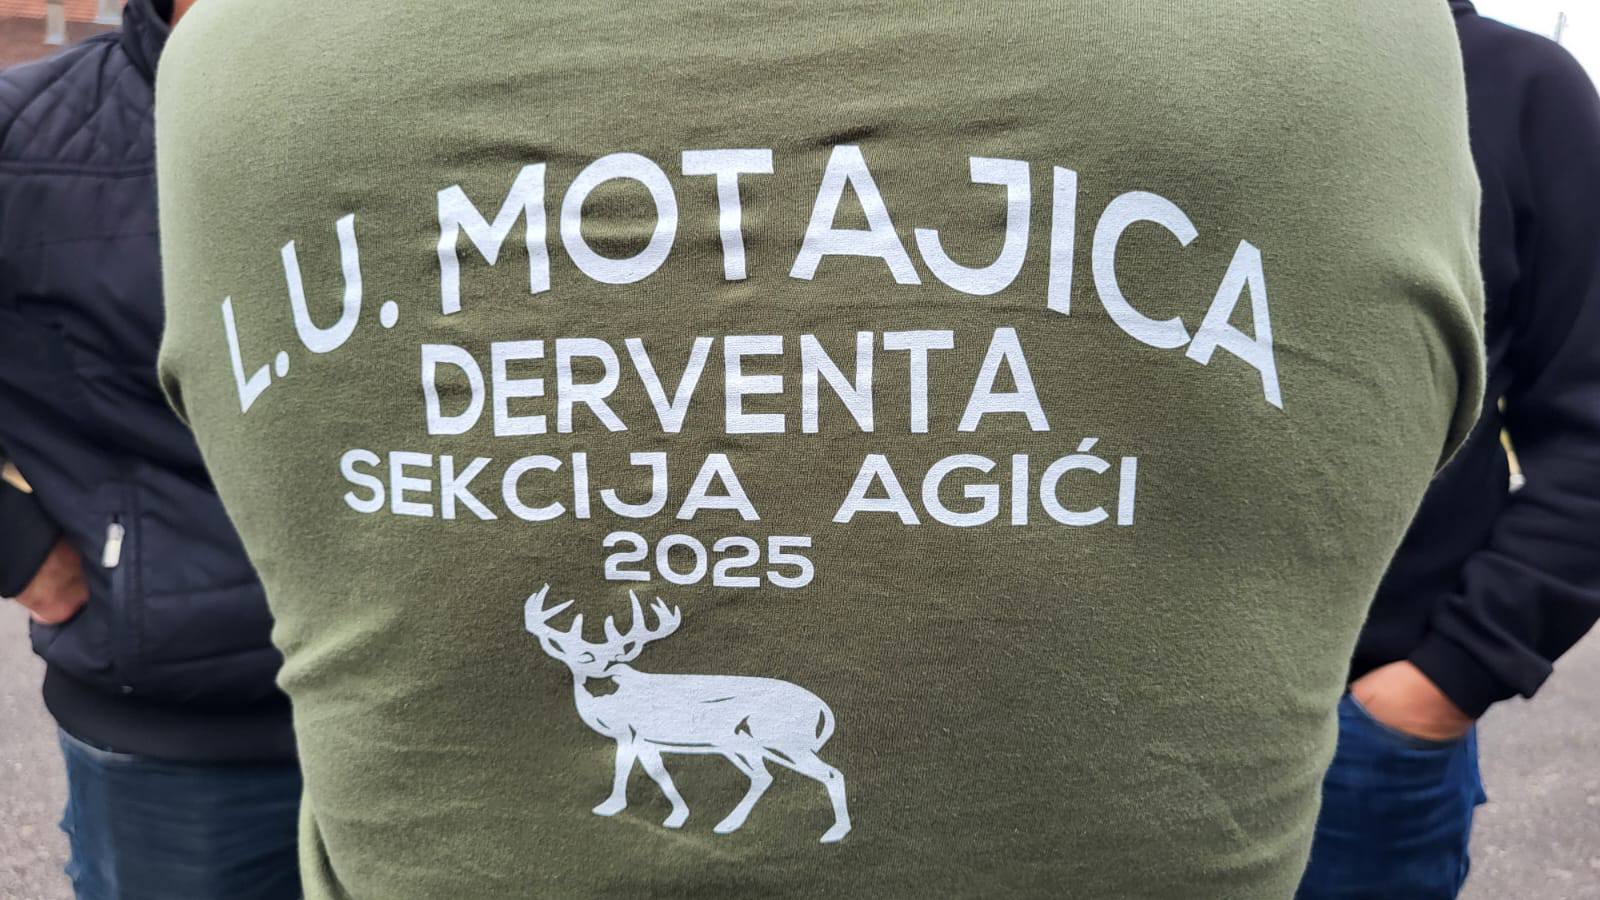 L.U. MOTAJICA
DERVENTA
SEKCIJA AGIĆI
2025